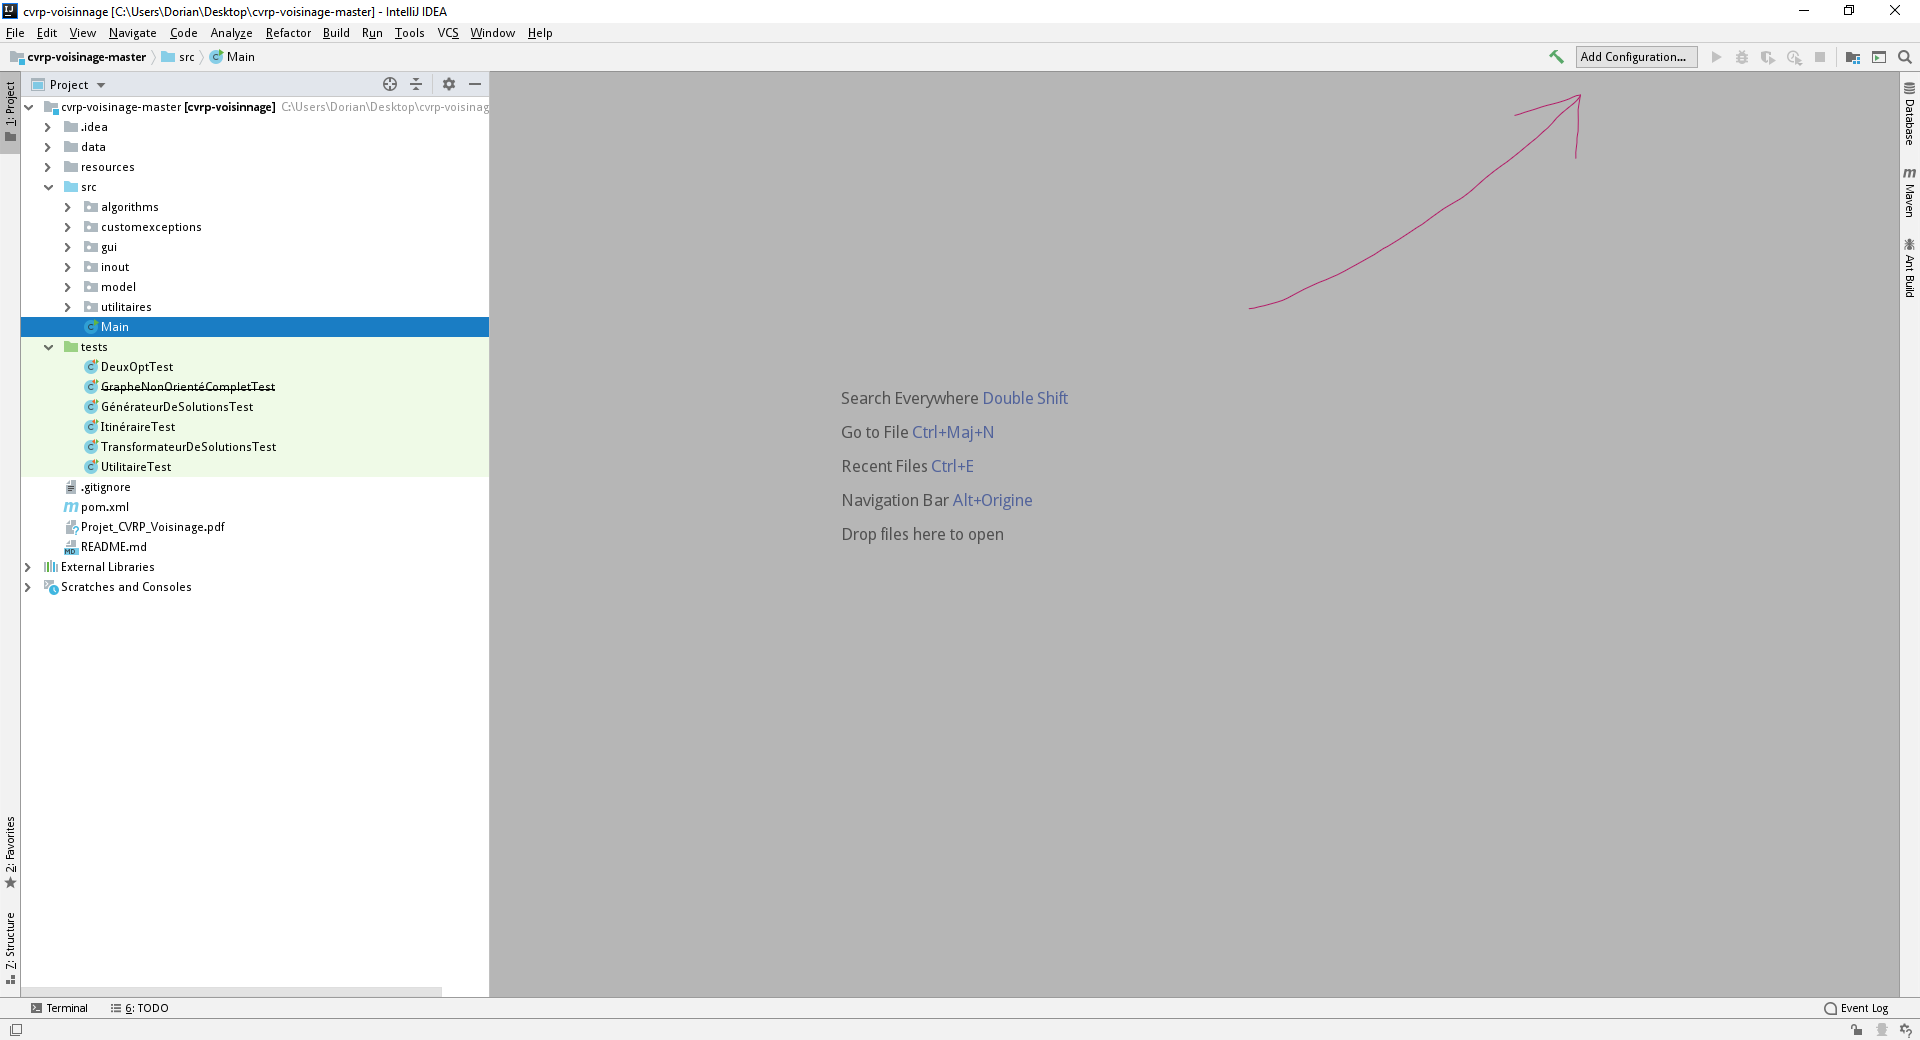 cvrp-voisinnage [C:\Users\Dorian\Desktop\cvrp-voisinage-master] - IntelliJ IDEA
File Edit View Navigate Code Analyze Refactor Build Run Tools VCS Window Help
cvrp-voisinage-master src Main Add Configuration...
1: Project
Project
cvrp-voisinage-master [cvrp-voisinnage] C:\Users\Dorian\Desktop\cvrp-voisinag
.idea
data
resources
src
algorithms
customexceptions
gui
inout
model
utilitaires
Main
tests
DeuxOptTest
GrapheNonOrientéCompletTest
GénérateurDeSolutionsTest
ItinéraireTest
TransformateurDeSolutionsTest
UtilitaireTest
.gitignore
pom.xml
Projet_CVRP_Voisinage.pdf
README.md
External Libraries
Scratches and Consoles
Search Everywhere Double Shift
Go to File Ctrl+Maj+N
Recent Files Ctrl+E
Navigation Bar Alt+Origine
Drop files here to open
Database
Maven
Ant Build
2: Favorites
7: Structure
Terminal 6: TODO Event Log